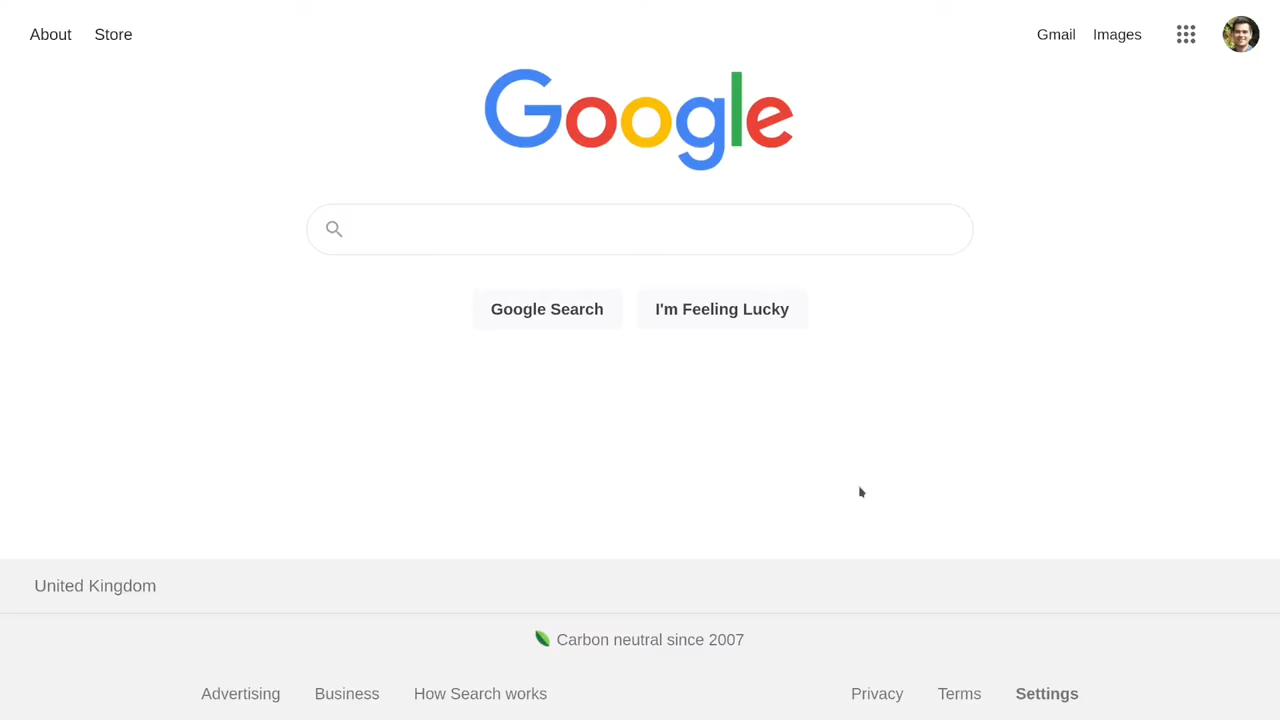 About Store Gmail Images
Google
Google Search I'm Feeling Lucky
United Kingdom
Carbon neutral since 2007
Advertising Business How Search works Privacy Terms Settings